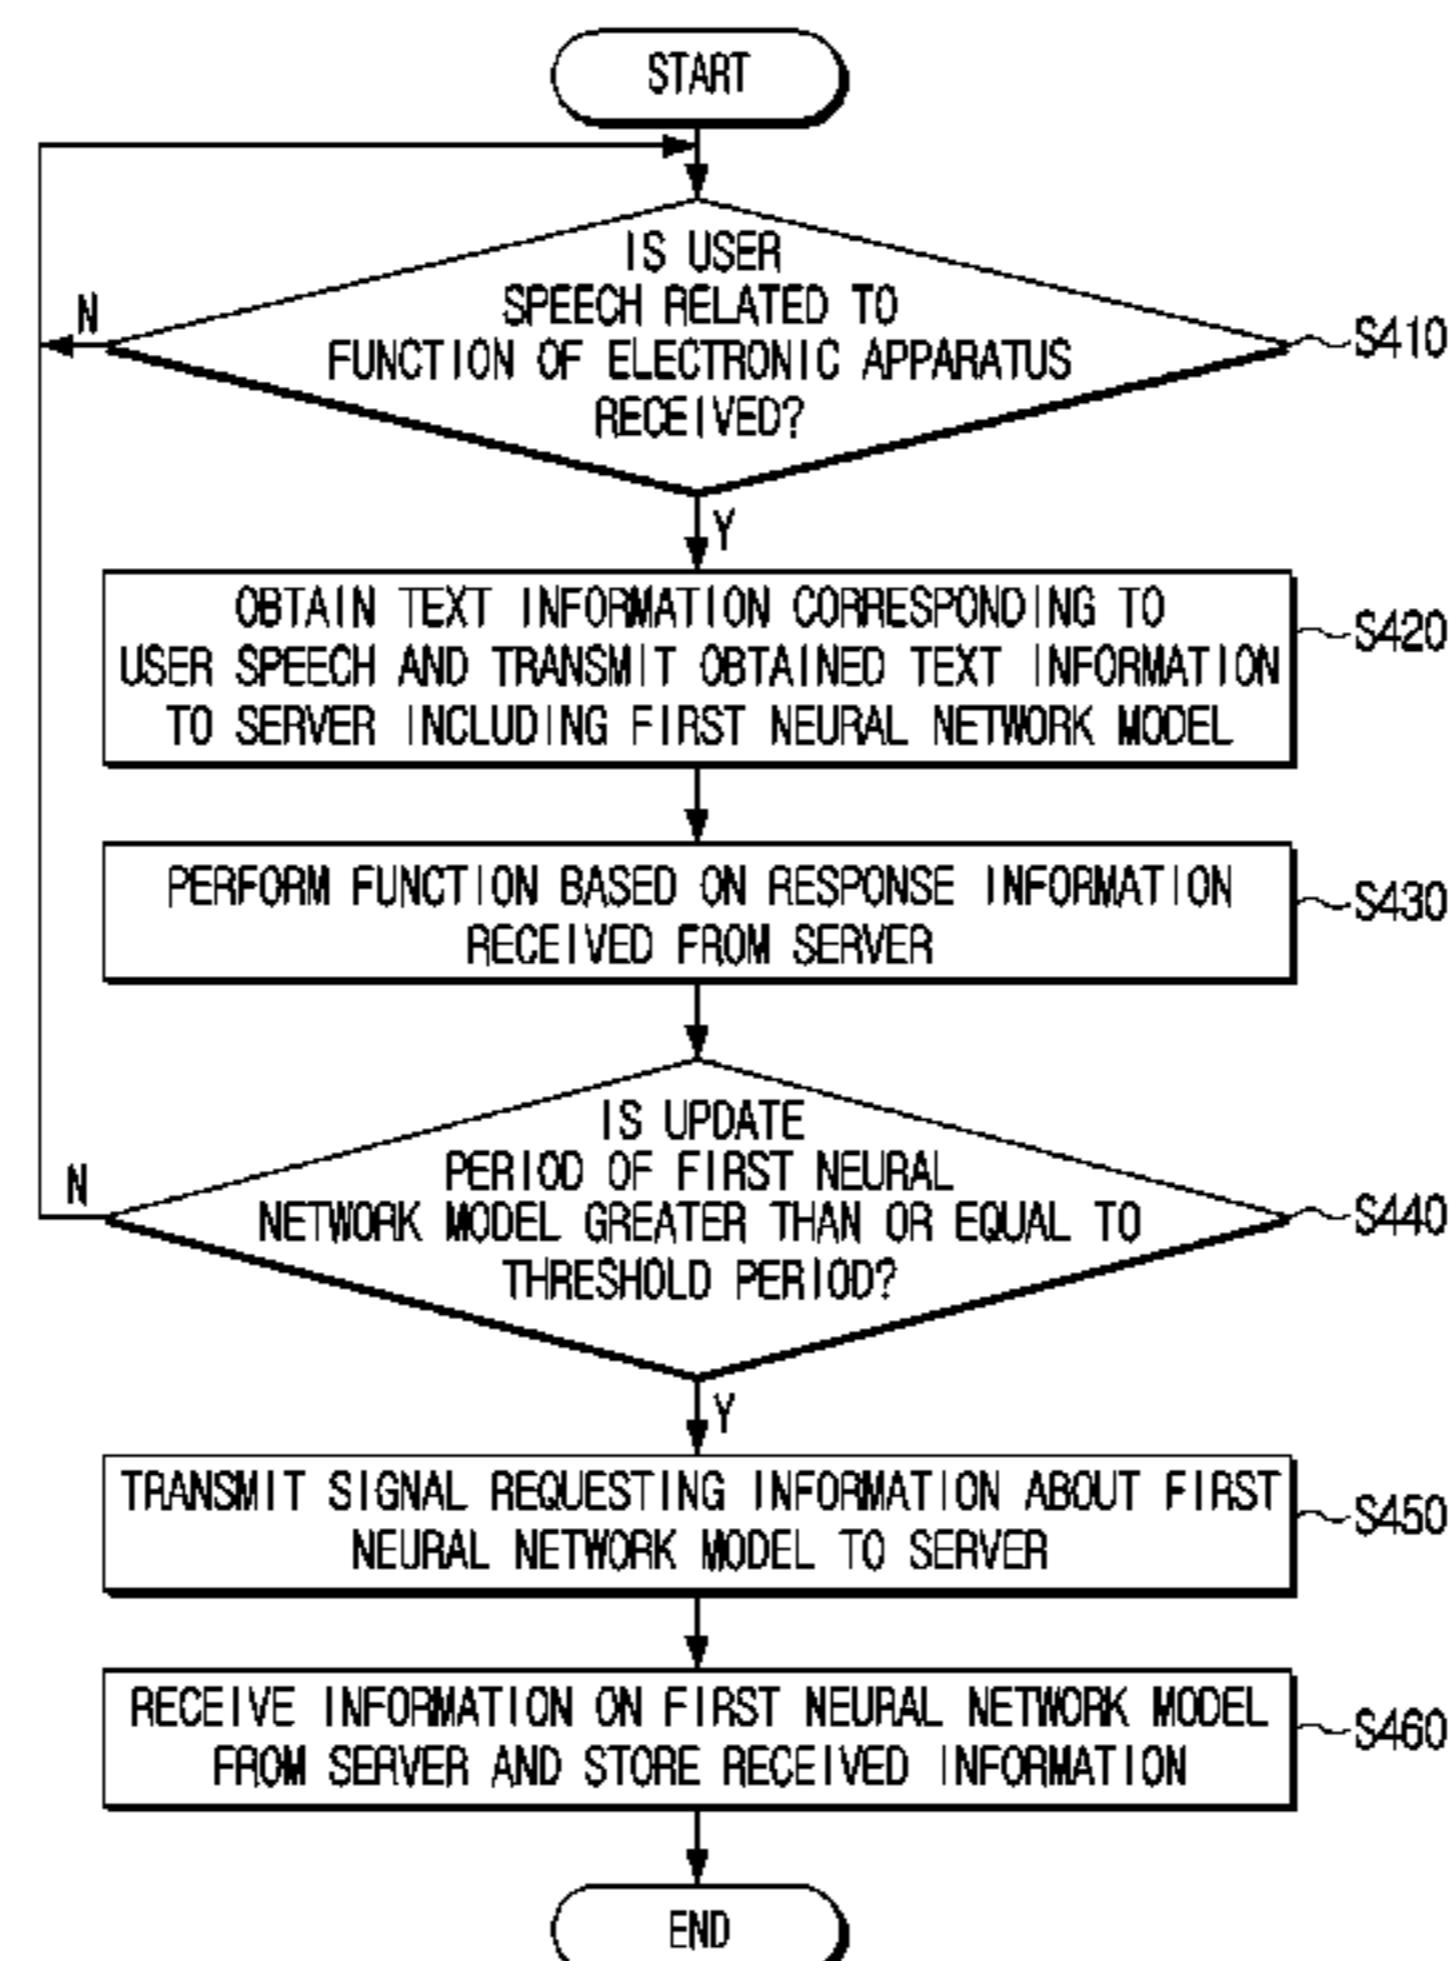 START
IS USER
SPEECH RELATED TO
FUNCTION OF ELECTRONIC APPARATUS
RECEIVED?
N
S410
Y
OBTAIN TEXT INFORMATION CORRESPONDING TO
USER SPEECH AND TRANSMIT OBTAINED TEXT INFORMATION
TO SERVER INCLUDING FIRST NEURAL NETWORK MODEL
S420
PERFORM FUNCTION BASED ON RESPONSE INFORMATION
RECEIVED FROM SERVER
S430
IS UPDATE
PERIOD OF FIRST NEURAL
NETWORK MODEL GREATER THAN OR EQUAL TO
THRESHOLD PERIOD?
N
S440
Y
TRANSMIT SIGNAL REQUESTING INFORMATION ABOUT FIRST
NEURAL NETWORK MODEL TO SERVER
S450
RECEIVE INFORMATION ON FIRST NEURAL NETWORK MODEL
FROM SERVER AND STORE RECEIVED INFORMATION
S460
END